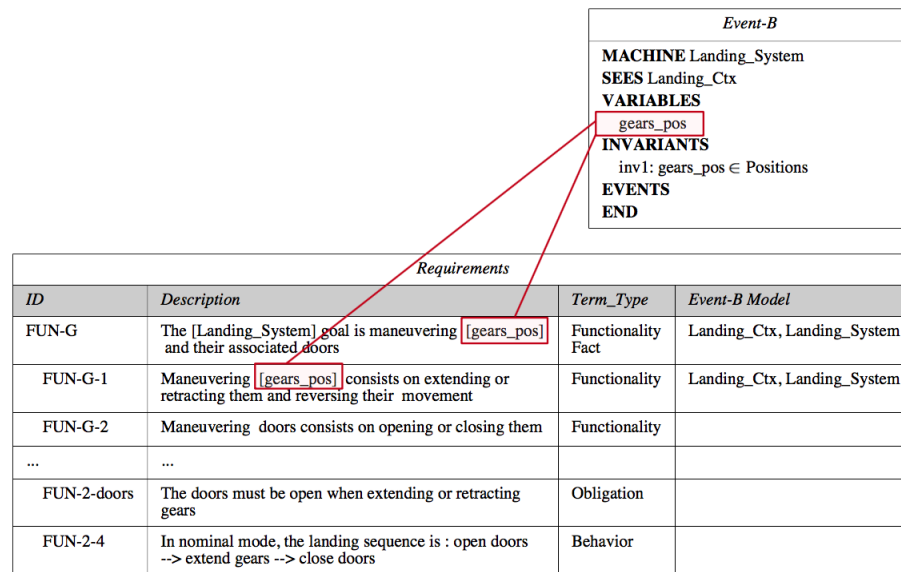 Event-B
MACHINE Landing_System
SEES Landing_Ctx
VARIABLES
gears_pos
INVARIANTS
inv1: gears_pos ∈ Positions
EVENTS
END
Requirements
ID Description Term_Type Event-B Model
FUN-G The [Landing_System] goal is maneuvering [gears_pos] Functionality Landing_Ctx, Landing_System
and their associated doors Fact
FUN-G-1 Maneuvering [gears_pos] consists on extending or Functionality Landing_Ctx, Landing_System
retracting them and reversing their movement
FUN-G-2 Maneuvering doors consists on opening or closing them Functionality
... ...
FUN-2-doors The doors must be open when extending or retracting Obligation
gears
FUN-2-4 In nominal mode, the landing sequence is : open doors Behavior
--> extend gears --> close doors